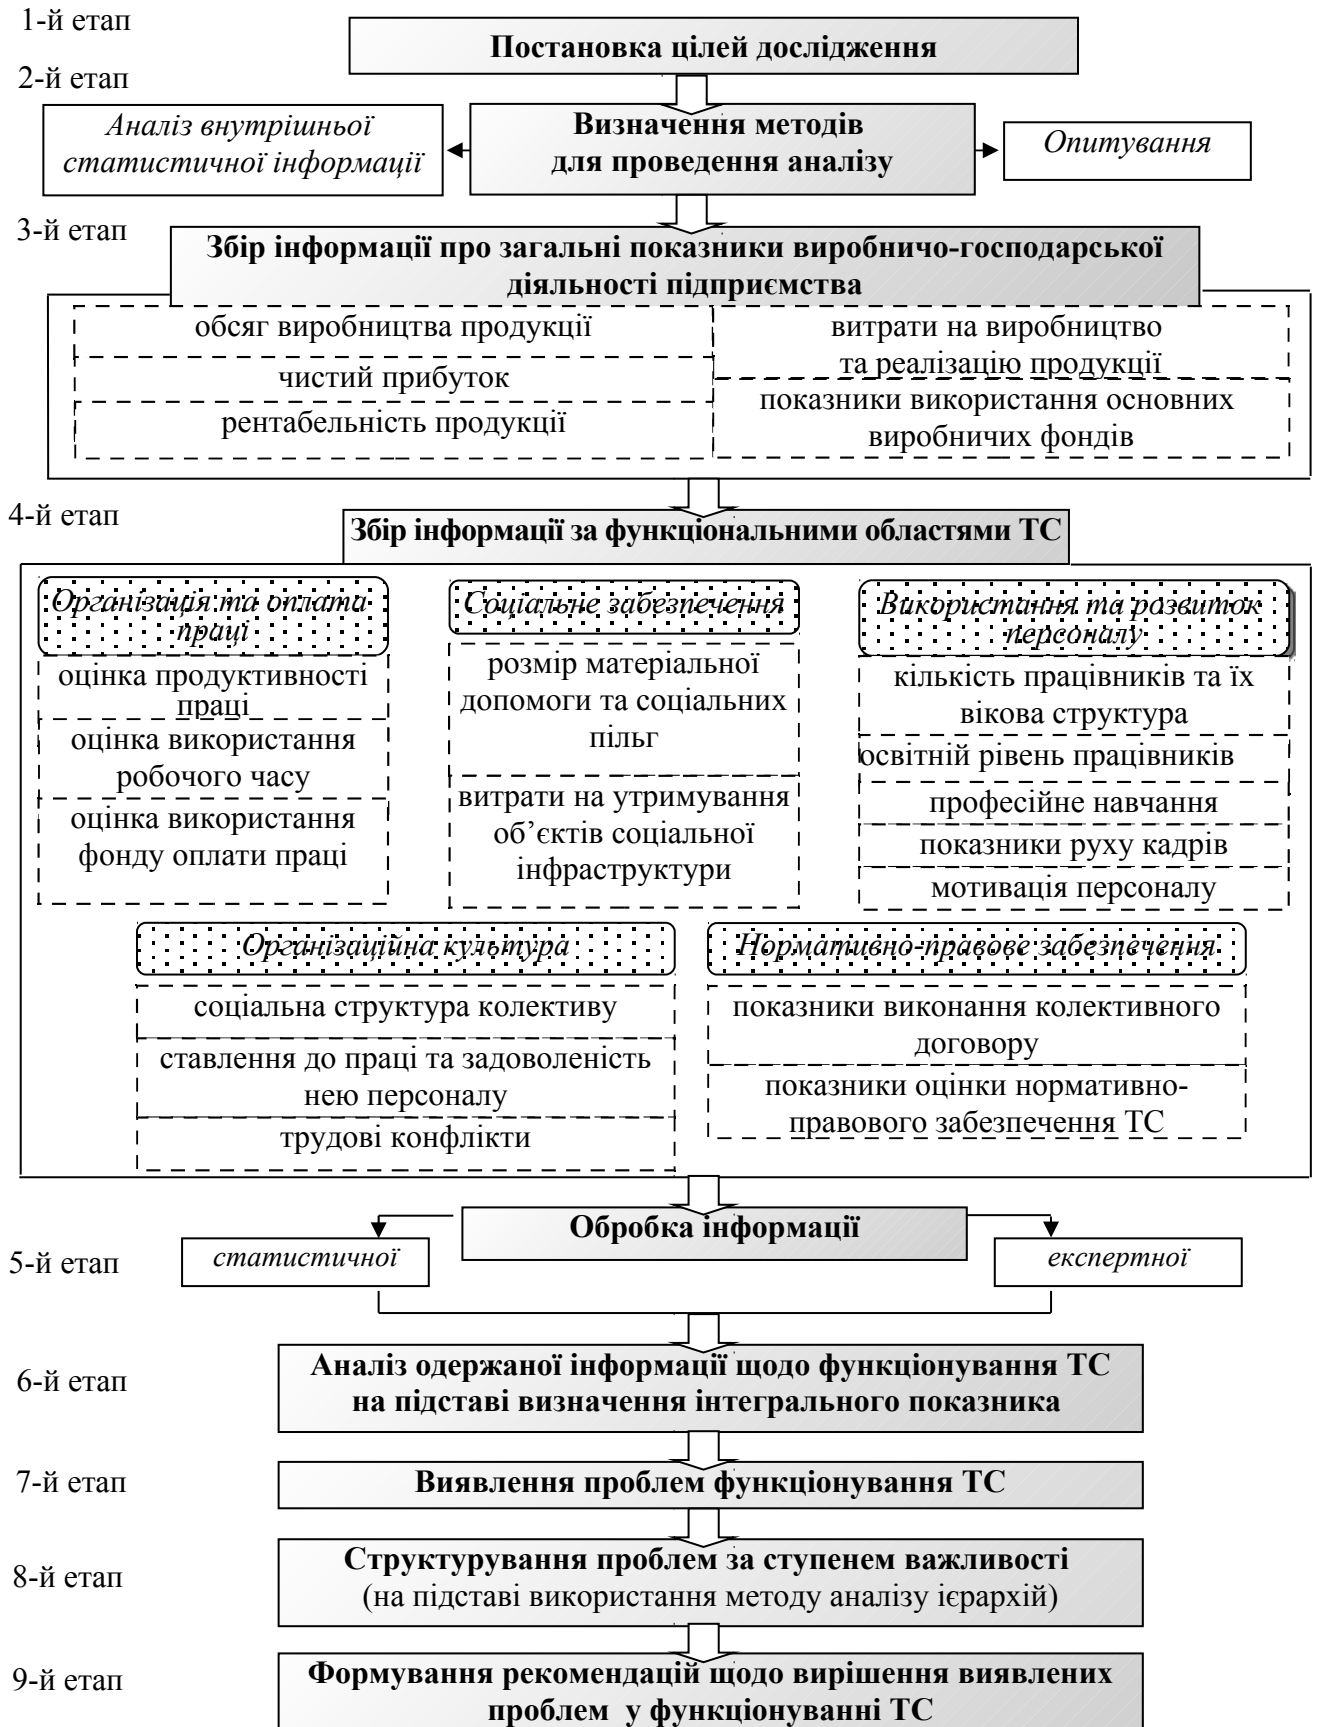 1-й етап
Постановка цілей дослідження
2-й етап
Аналіз внутрішньої
статистичної інформації
Визначення методів
для проведення аналізу
Опитування
3-й етап
Збір інформації про загальні показники виробничо-господарської
діяльності підприємства
обсяг виробництва продукції
чистий прибуток
рентабельність продукції
витрати на виробництво
та реалізацію продукції
показники використання основних
виробничих фондів
4-й етап
Збір інформації за функціональними областями ТС
Організація та оплата
праці
оцінка продуктивності
праці
оцінка використання
робочого часу
оцінка використання
фонду оплати праці
Соціальне забезпечення
розмір матеріальної
допомоги та соціальних
пільг
витрати на утримування
об’єктів соціальної
інфраструктури
Використання та розвиток
персоналу
кількість працівників та їх
вікова структура
освітній рівень працівників
професійне навчання
показники руху кадрів
мотивація персоналу
Організаційна культура
соціальна структура колективу
ставлення до праці та задоволеність
нею персоналу
трудові конфлікти
Нормативно-правове забезпечення
показники виконання колективного
договору
показники оцінки нормативно-
правового забезпечення ТС
Обробка інформації
5-й етап
статистичної
експертної
6-й етап
Аналіз одержаної інформації щодо функціонування ТС
на підставі визначення інтегрального показника
7-й етап
Виявлення проблем функціонування ТС
8-й етап
Структурування проблем за ступенем важливості
(на підставі використання методу аналізу ієрархій)
9-й етап
Формування рекомендацій щодо вирішення виявлених
проблем у функціонуванні ТС